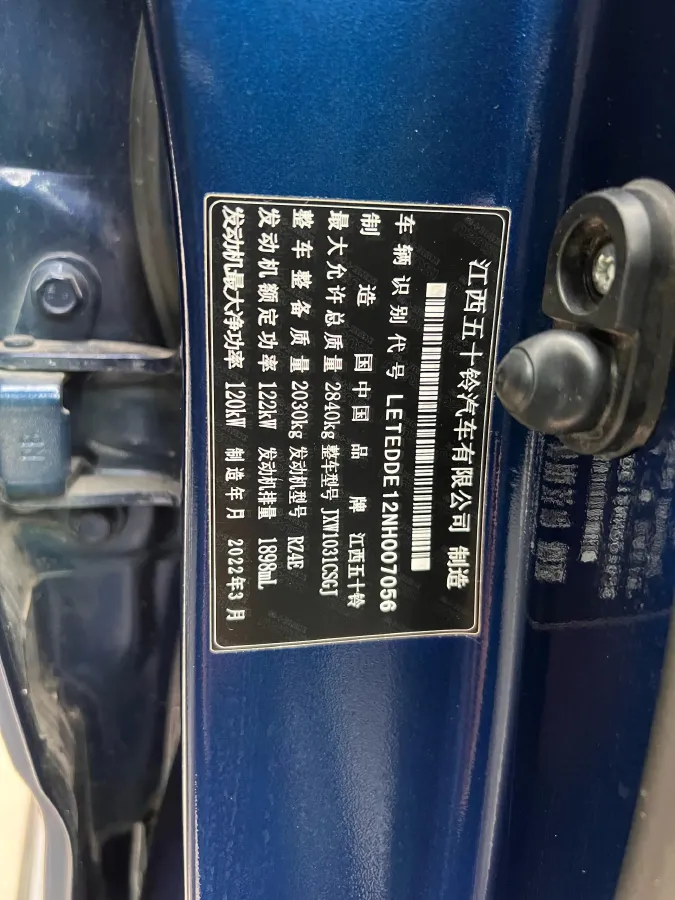 江西五十铃汽车有限公司 制造
车辆识别代号 LETEDDE12NH007056
制造国 中国 品牌 江西五十铃
最大允许总质量 2840kg 整车型号 JXW1031CSGJ
整车整备质量 2030kg 发动机型号 RZ4E
发动机额定功率 122kW 发动机排量 1898mL
发动机最大净功率 120kW 制造年月 2022年3月